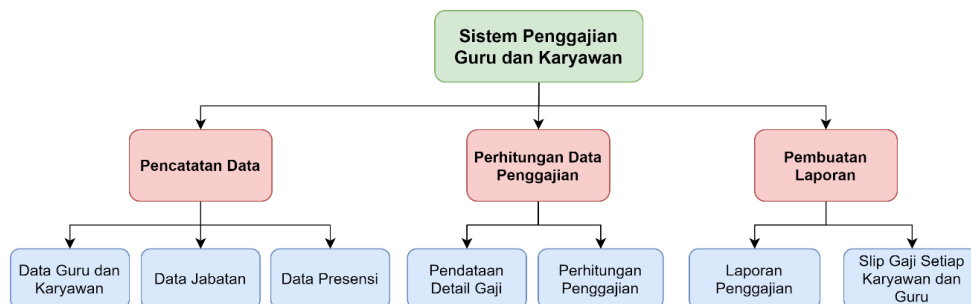 Sistem Penggajian
Guru dan Karyawan
Pencatatan Data
Perhitungan Data
Penggajian
Pembuatan
Laporan
Data Guru dan
Karyawan
Data Jabatan
Data Presensi
Pendataan
Detail Gaji
Perhitungan
Penggajian
Laporan
Penggajian
Slip Gaji Setiap
Karyawan dan
Guru